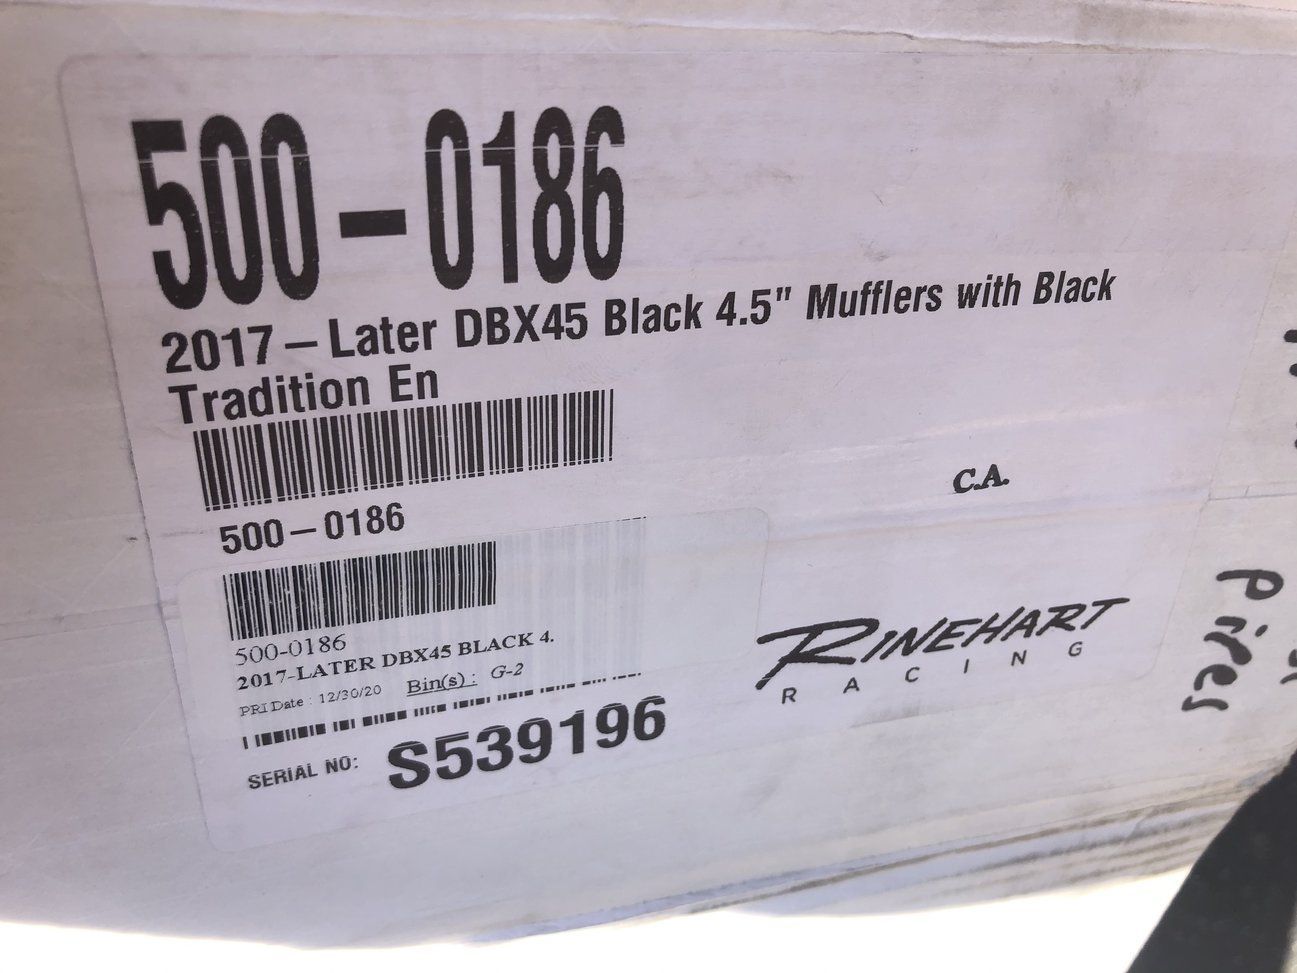 500-0186
2017-Later DBX45 Black 4.5" Mufflers with Black
Tradition En
500-0186
C.A.
500-0186
2017-LATER DBX45 BLACK 4.
PRI Date : 12/30/20 Bin(s) : G-2
SERIAL NO: S539196
RINEHART
RACING
Pipes